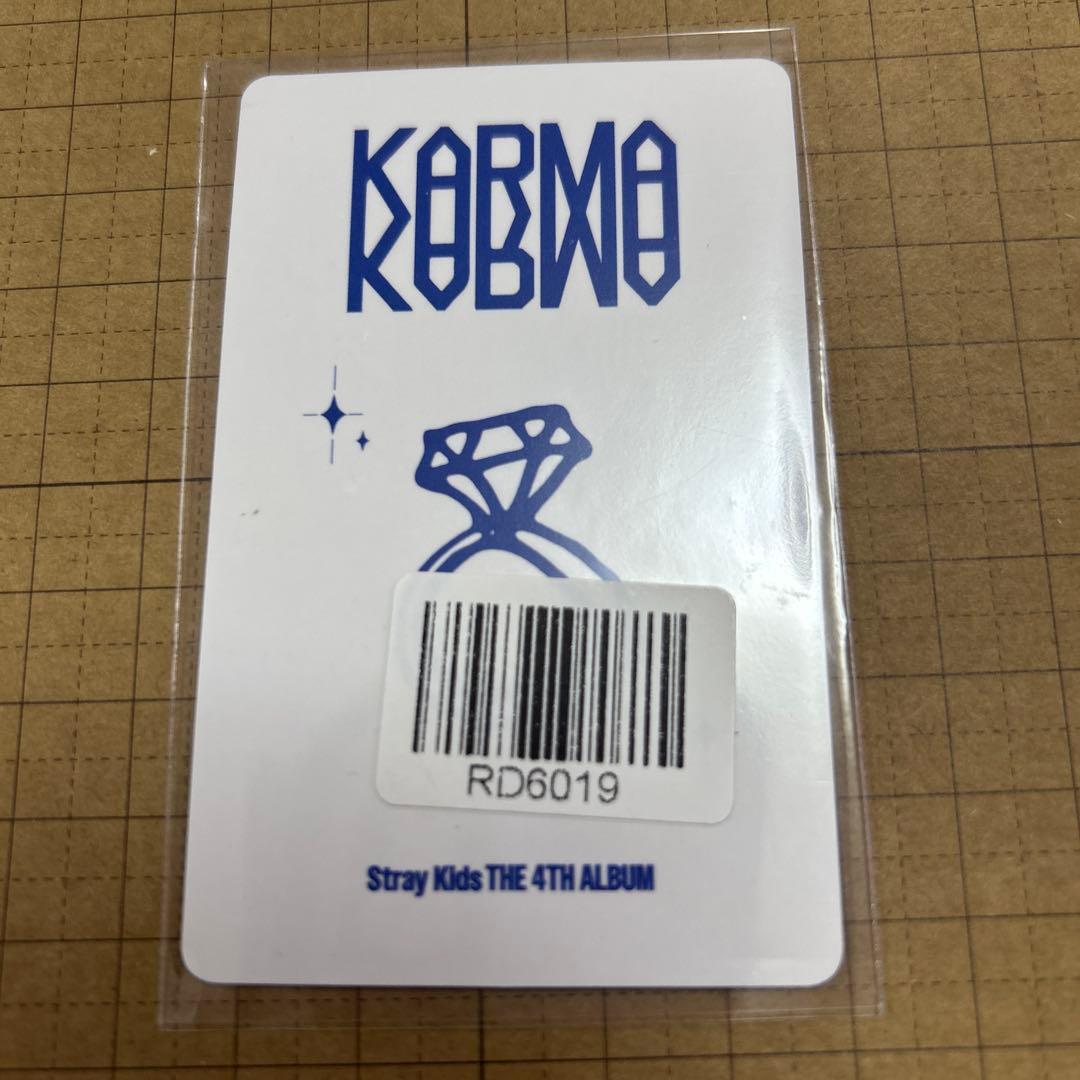 KARMA
RD6019
Stray Kids THE 4TH ALBUM